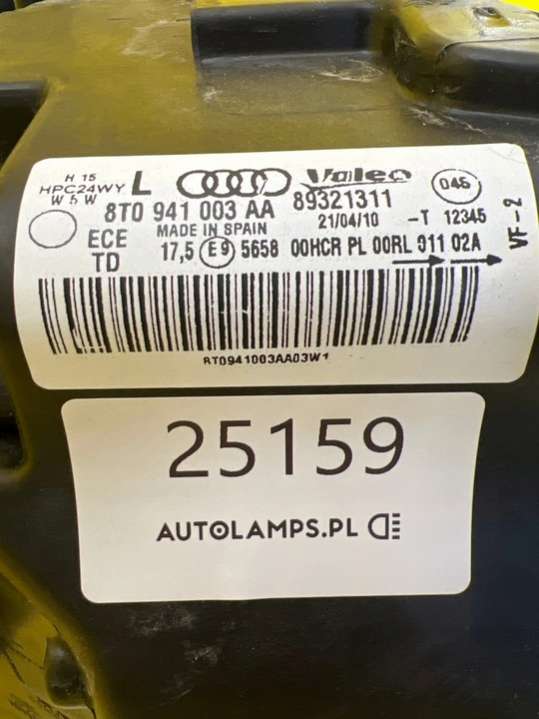 H 15
HPC24WY L Valeo 045
W 5 W
8T0 941 003 AA 89321311
MADE IN SPAIN 21/04/10 -T 12345
ECE 17,5 E9 5658 00HCR PL 00RL 011 02A
TD
VF-2
8T0941003AA03W1
25159
AUTOLAMPS.PL